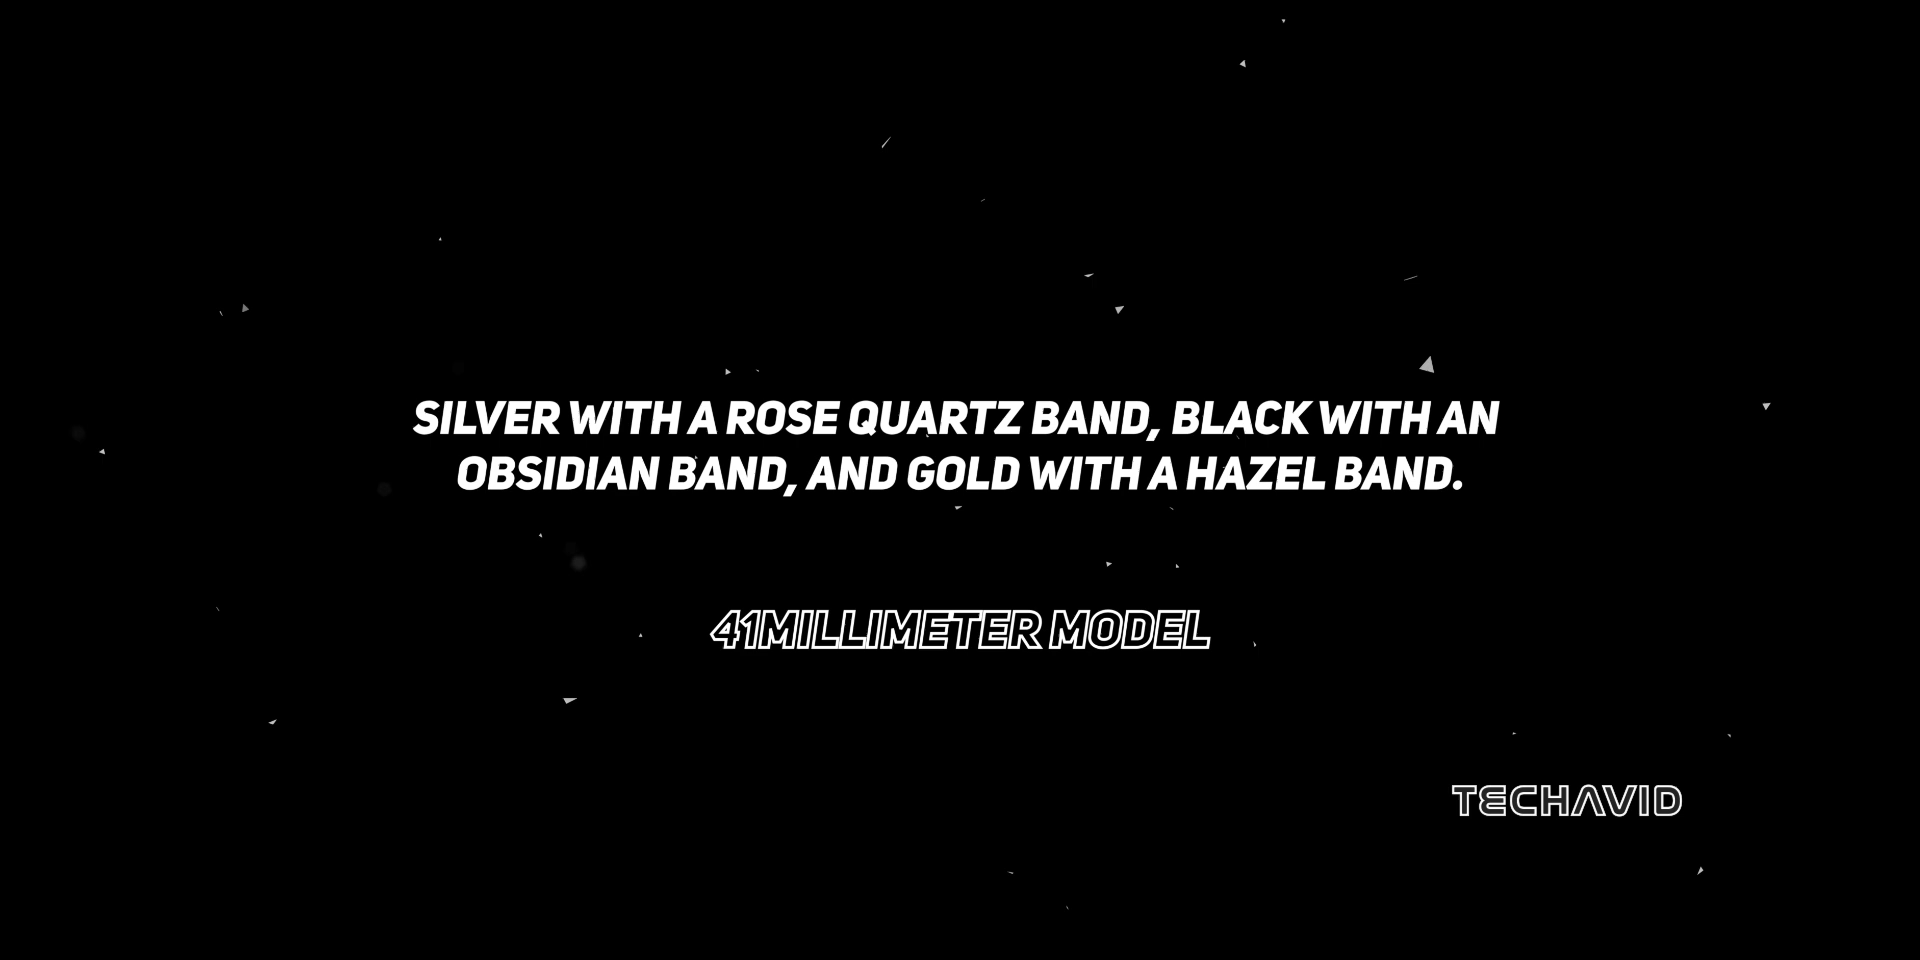 SILVER WITH A ROSE QUARTZ BAND, BLACK WITH AN
OBSIDIAN BAND, AND GOLD WITH A HAZEL BAND.
41MILLIMETER MODEL
TECHAVID